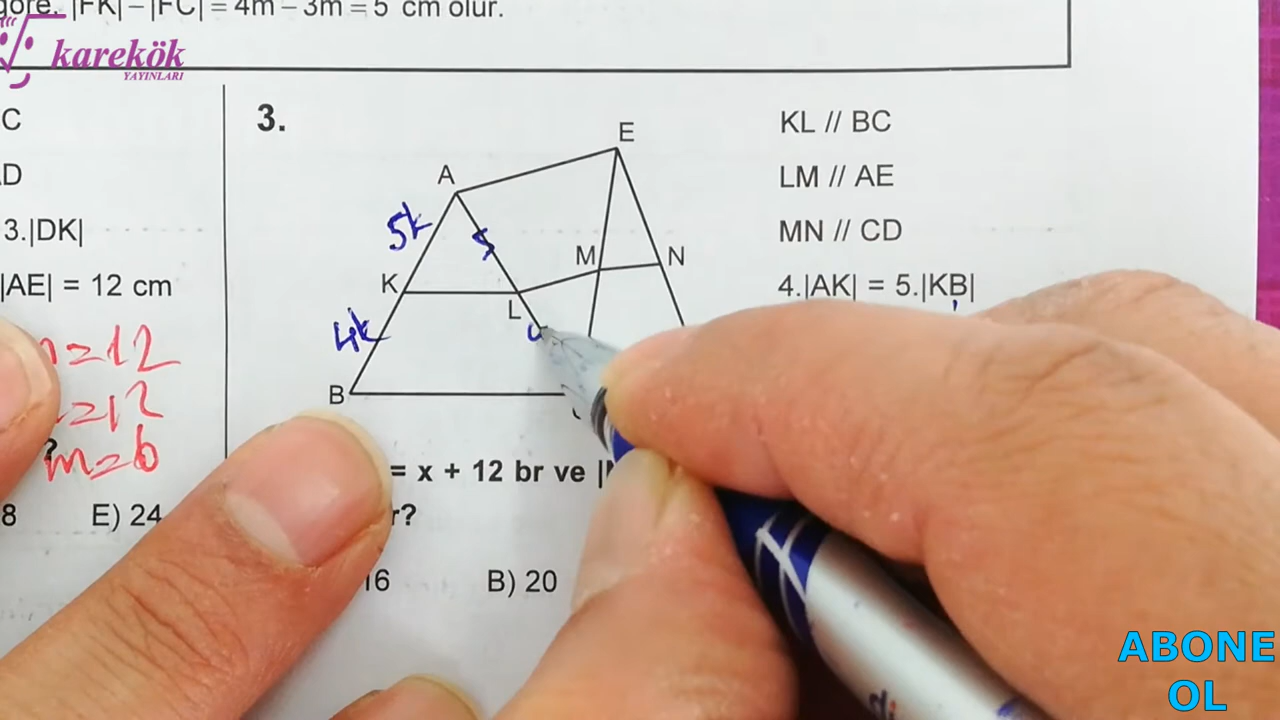 göre, |FK| – |FC| = 4m – 3m = 5 cm olur.
karekök
YAYINLARI
C
D
3.|DK|
|AE| = 12 cm
=12
=12
?
m=6
8 E) 24
3.
E
A
5k
5
K
L
M
N
4k
B
KL // BC
LM // AE
MN // CD
4.|AK| = 5.|KB|
= x + 12 br ve
r?
16 B) 20
ABONE
OL